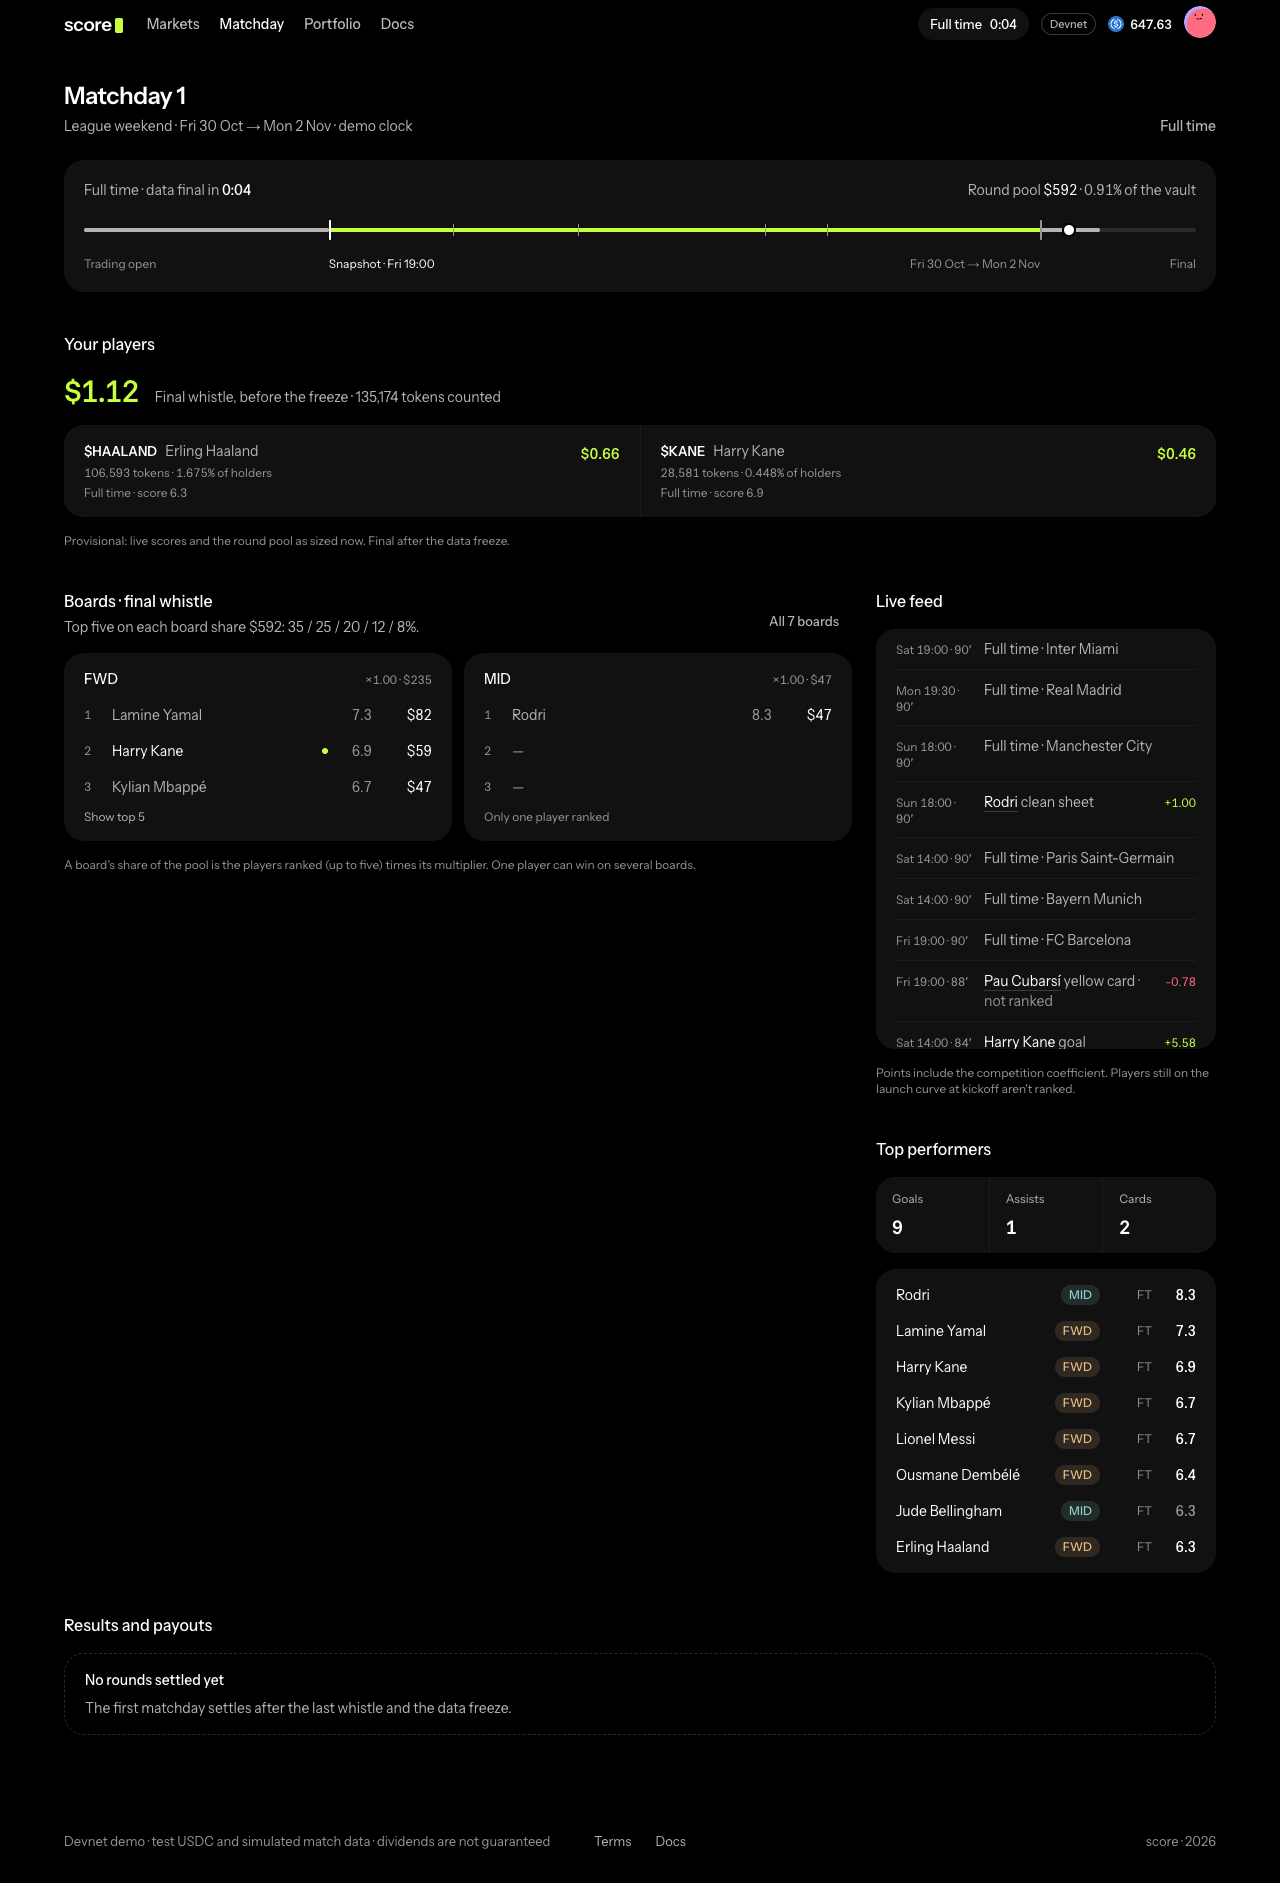 score
Markets
Matchday
Portfolio
Docs
Full time 0:04
Devnet
647.63
Matchday 1
League weekend · Fri 30 Oct → Mon 2 Nov · demo clock
Full time
Full time · data final in 0:04
Round pool $592 · 0.91% of the vault
Trading open
Snapshot · Fri 19:00
Fri 30 Oct → Mon 2 Nov
Final
Your players
$1.12 Final whistle, before the freeze · 135,174 tokens counted
$HAALAND Erling Haaland
$0.66
106,593 tokens · 1.675% of holders
Full time · score 6.3
$KANE Harry Kane
$0.46
28,581 tokens · 0.448% of holders
Full time · score 6.9
Provisional: live scores and the round pool as sized now. Final after the data freeze.
Boards · final whistle
Top five on each board share $592: 35 / 25 / 20 / 12 / 8%.
All 7 boards
FWD ×1.00 · $235
1 Lamine Yamal 7.3 $82
2 Harry Kane 6.9 $59
3 Kylian Mbappé 6.7 $47
Show top 5
MID ×1.00 · $47
1 Rodri 8.3 $47
2 —
3 —
Only one player ranked
A board's share of the pool is the players ranked (up to five) times its multiplier. One player can win on several boards.
Live feed
Sat 19:00 · 90' Full time · Inter Miami
Mon 19:30 · 90' Full time · Real Madrid
Sun 18:00 · 90' Full time · Manchester City
Sun 18:00 · 90' Rodri clean sheet +1.00
Sat 14:00 · 90' Full time · Paris Saint-Germain
Sat 14:00 · 90' Full time · Bayern Munich
Fri 19:00 · 90' Full time · FC Barcelona
Fri 19:00 · 88' Pau Cubarsí yellow card · -0.78
not ranked
Sat 14:00 · 84' Harry Kane goal +5.58
Points include the competition coefficient. Players still on the
launch curve at kickoff aren't ranked.
Top performers
Goals
9
Assists
1
Cards
2
Rodri MID FT 8.3
Lamine Yamal FWD FT 7.3
Harry Kane FWD FT 6.9
Kylian Mbappé FWD FT 6.7
Lionel Messi FWD FT 6.7
Ousmane Dembélé FWD FT 6.4
Jude Bellingham MID FT 6.3
Erling Haaland FWD FT 6.3
Results and payouts
No rounds settled yet
The first matchday settles after the last whistle and the data freeze.
Devnet demo · test USDC and simulated match data · dividends are not guaranteed
Terms
Docs
score · 2026